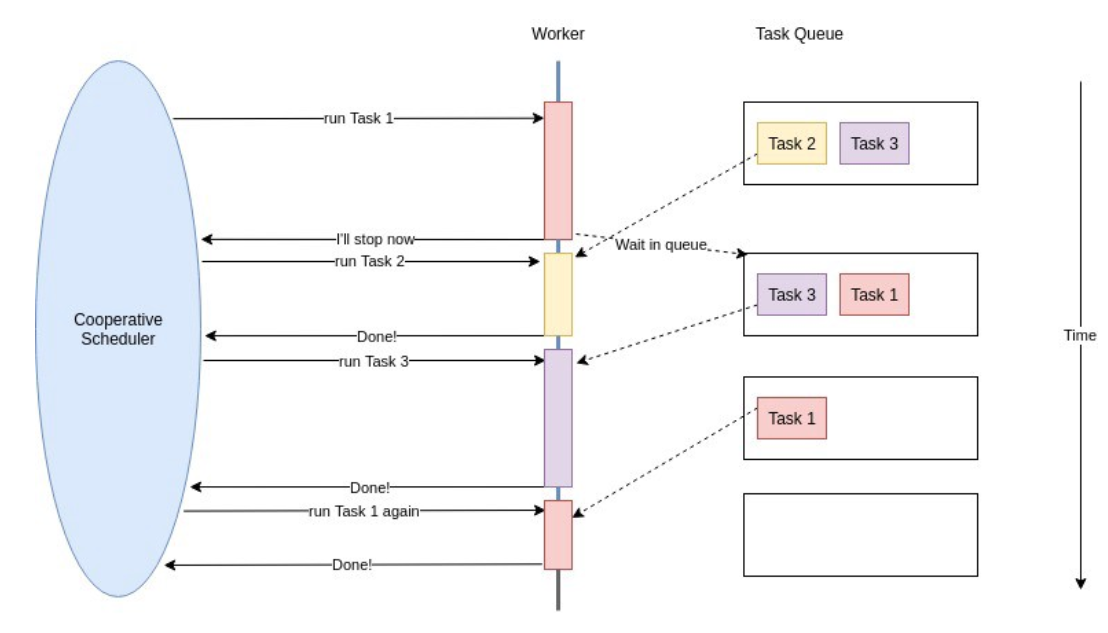 Worker
Task Queue
run Task 1
Task 2
Task 3
I'll stop now
Wait in queue
run Task 2
Task 3
Task 1
Cooperative
Scheduler
Done!
Time
run Task 3
Task 1
Done!
run Task 1 again
Done!